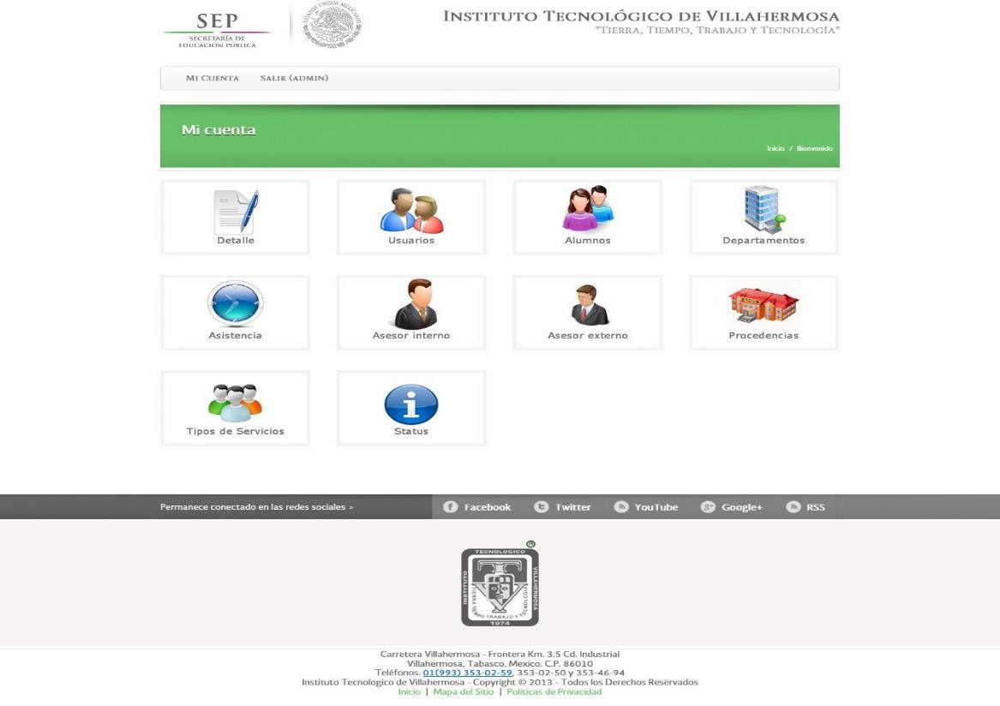 SEP
SECRETARÍA DE
EDUCACIÓN PÚBLICA
ESTADOS UNIDOS MEXICANOS
INSTITUTO TECNOLÓGICO DE VILLAHERMOSA
"TIERRA, TIEMPO, TRABAJO Y TECNOLOGÍA"
MI CUENTA SALIR (ADMIN)
Mi cuenta
Inicio / Bienvenido
Detalle Usuarios Alumnos Departamentos
Asistencia Asesor interno Asesor externo Procedencias
Tipos de Servicios Status
Permanece conectado en las redes sociales > Facebook Twitter YouTube Google+ RSS
TECNOLOGICO
INSTITUTO
VILLAHERMOSA
TIERRA TIEMPO TRABAJO Y TECNOLOGIA
1974
Carretera Villahermosa - Frontera Km. 3.5 Cd. Industrial
Villahermosa, Tabasco, Mexico. C.P. 86010
Teléfonos: 01(993) 353-02-59, 353-02-50 y 353-46-94
Instituto Tecnologico de Villahermosa - Copyright © 2013 - Todos los Derechos Reservados
Inicio | Mapa del Sitio | Politicas de Privacidad